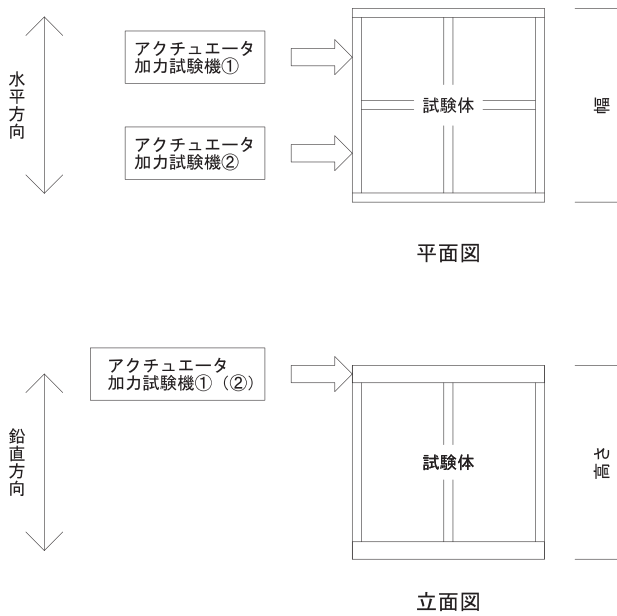 水平方向
アクチュエータ
加力試験機①
アクチュエータ
加力試験機②
試験体
幅
平面図
鉛直方向
アクチュエータ
加力試験機①（②）
試験体
高さ
立面図